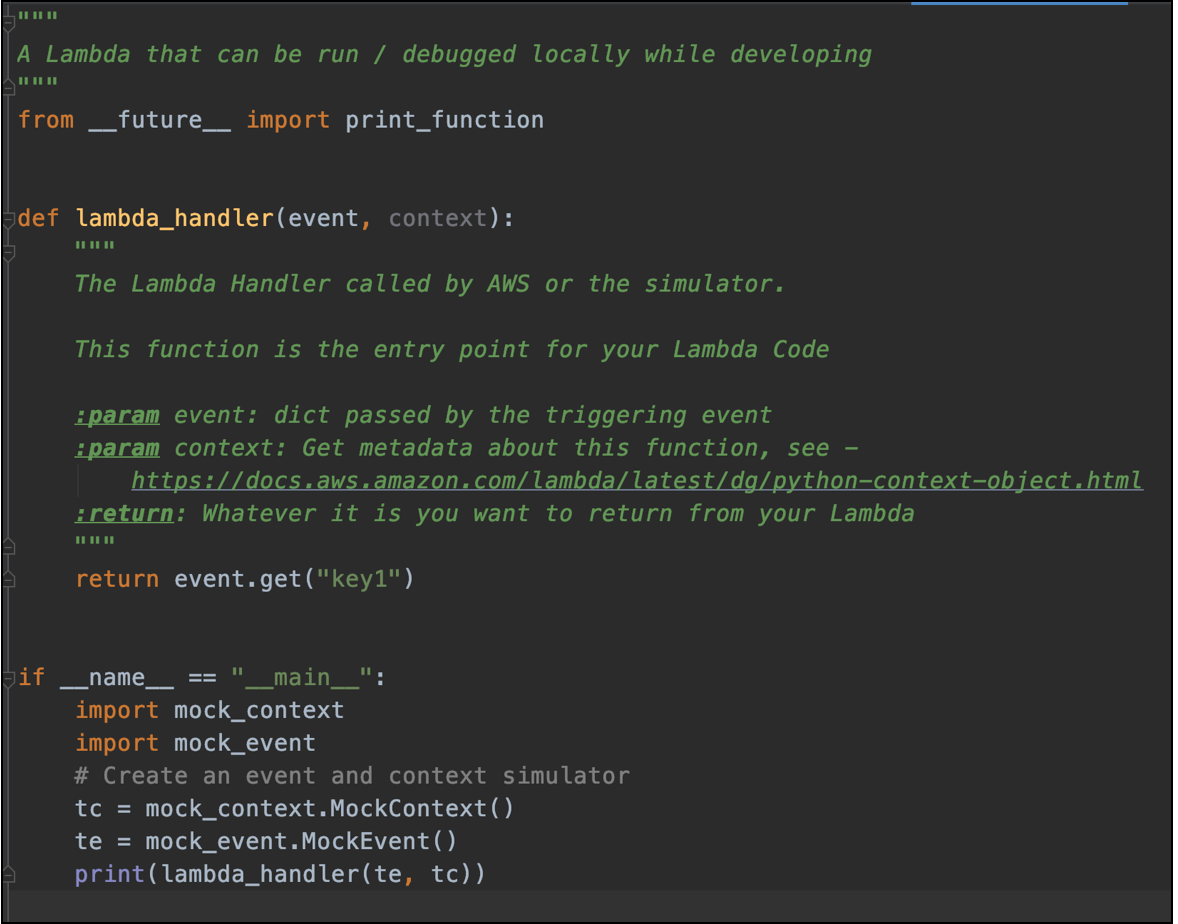 """
A Lambda that can be run / debugged locally while developing
"""
from __future__ import print_function


def lambda_handler(event, context):
    """
    The Lambda Handler called by AWS or the simulator.

    This function is the entry point for your Lambda Code

    :param event: dict passed by the triggering event
    :param context: Get metadata about this function, see -
        https://docs.aws.amazon.com/lambda/latest/dg/python-context-object.html
    :return: Whatever it is you want to return from your Lambda
    """
    return event.get("key1")


if __name__ == "__main__":
    import mock_context
    import mock_event
    # Create an event and context simulator
    tc = mock_context.MockContext()
    te = mock_event.MockEvent()
    print(lambda_handler(te, tc))